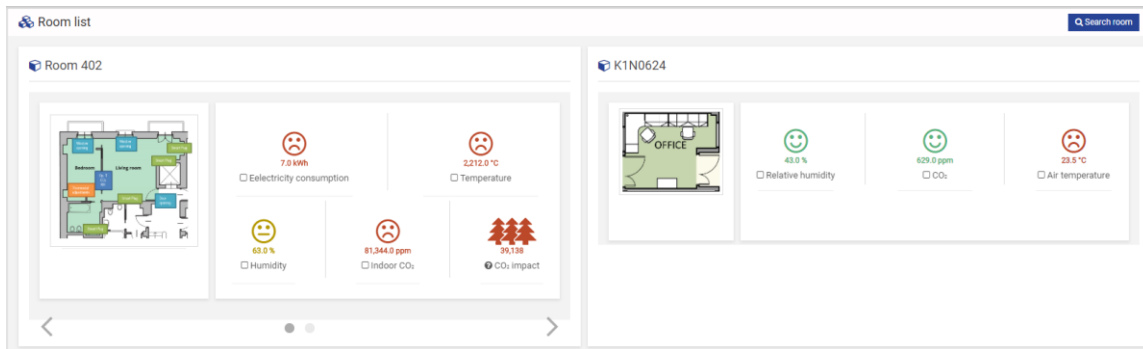 Room list
Search room
Room 402
Bedroom
Living room
7.0 kWh
Eelectricity consumption
2,212.0 °C
Temperature
63.0 %
Humidity
81,344.0 ppm
Indoor CO₂
39,138
CO₂ impact
K1N0624
OFFICE
43.0 %
Relative humidity
629.0 ppm
CO₂
23.5 °C
Air temperature